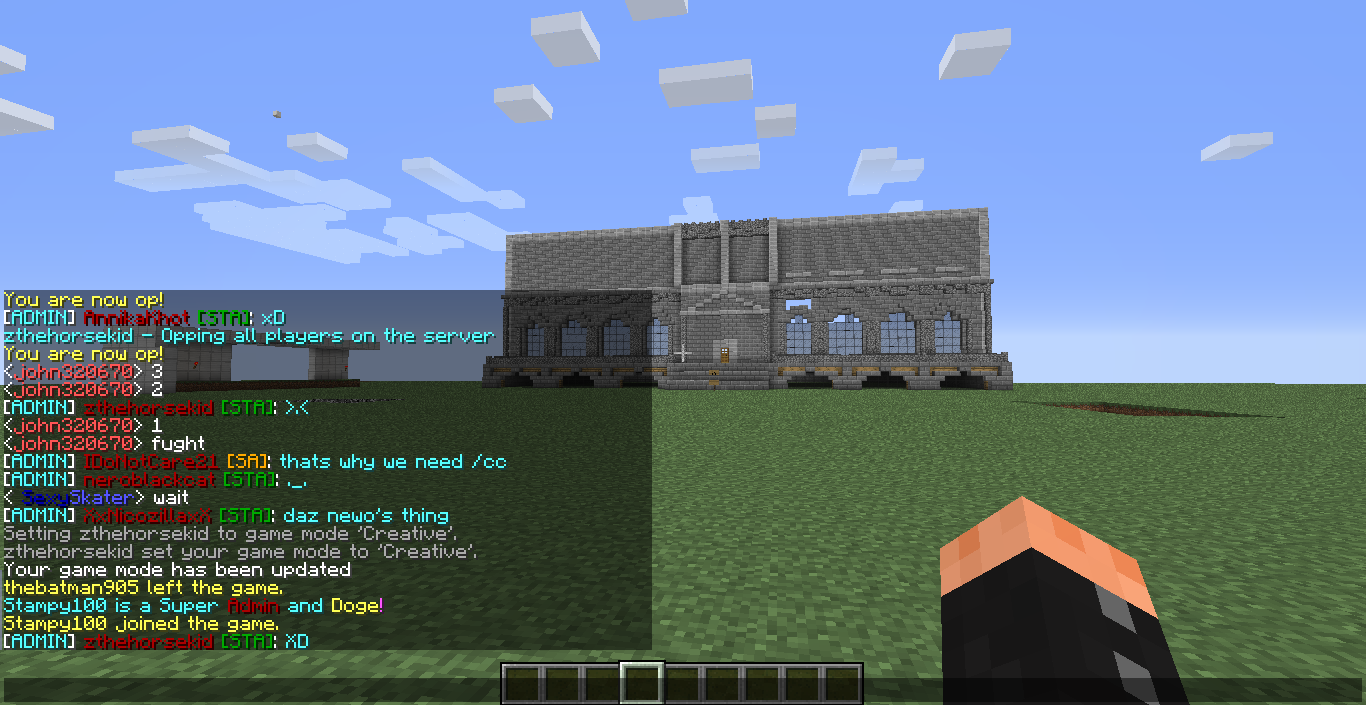 You are now op!
[ADMIN] AnnikaKhot [STA]: xD
zthehorsekid - Opping all players on the server
You are now op!
<john320670> 3
<john320670> 2
[ADMIN] zthehorsekid [STA]: >.<
<john320670> 1
<john320670> fught
[ADMIN] IDoNotCare21 [SA]: thats why we need /cc
[ADMIN] neroblackcat [STA]: ._.
< SexySkater> wait
[ADMIN] XxNicozillaxX [STA]: daz newo's thing
Setting zthehorsekid to game mode 'Creative'.
zthehorsekid set your game mode to 'Creative'.
Your game mode has been updated
thebatman905 left the game.
Stampy100 is a Super Admin and Doge!
Stampy100 joined the game.
[ADMIN] zthehorsekid [STA]: XD